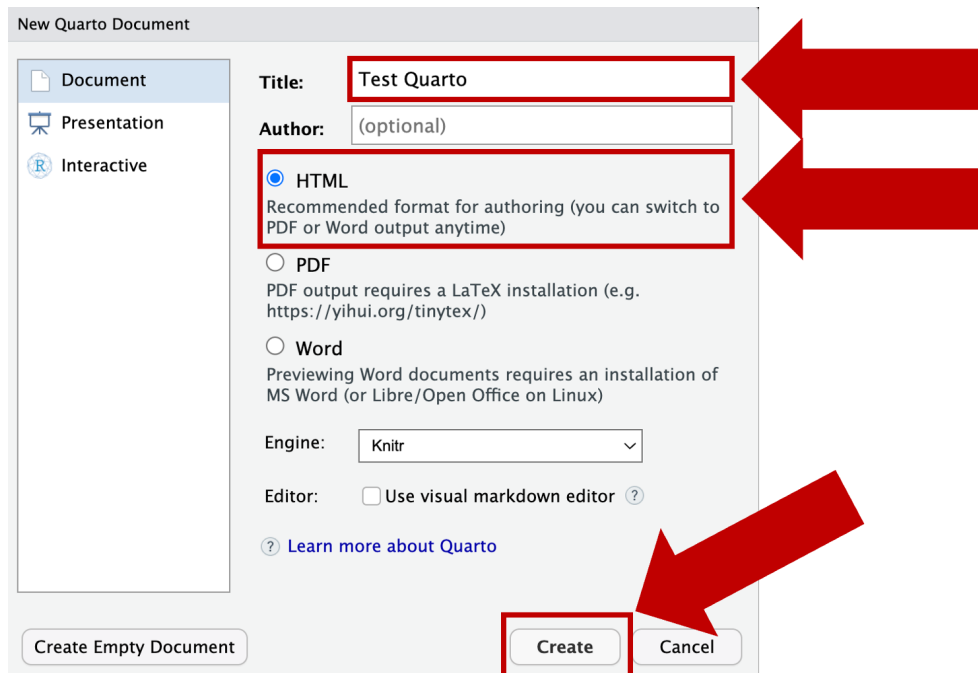 New Quarto Document
Document
Presentation
R Interactive
Title: Test Quarto
Author: (optional)
HTML
Recommended format for authoring (you can switch to
PDF or Word output anytime)
PDF
PDF output requires a LaTeX installation (e.g.
https://yihui.org/tinytex/)
Word
Previewing Word documents requires an installation of
MS Word (or Libre/Open Office on Linux)
Engine: Knitr
Editor: Use visual markdown editor ?
? Learn more about Quarto
Create Empty Document Create Cancel